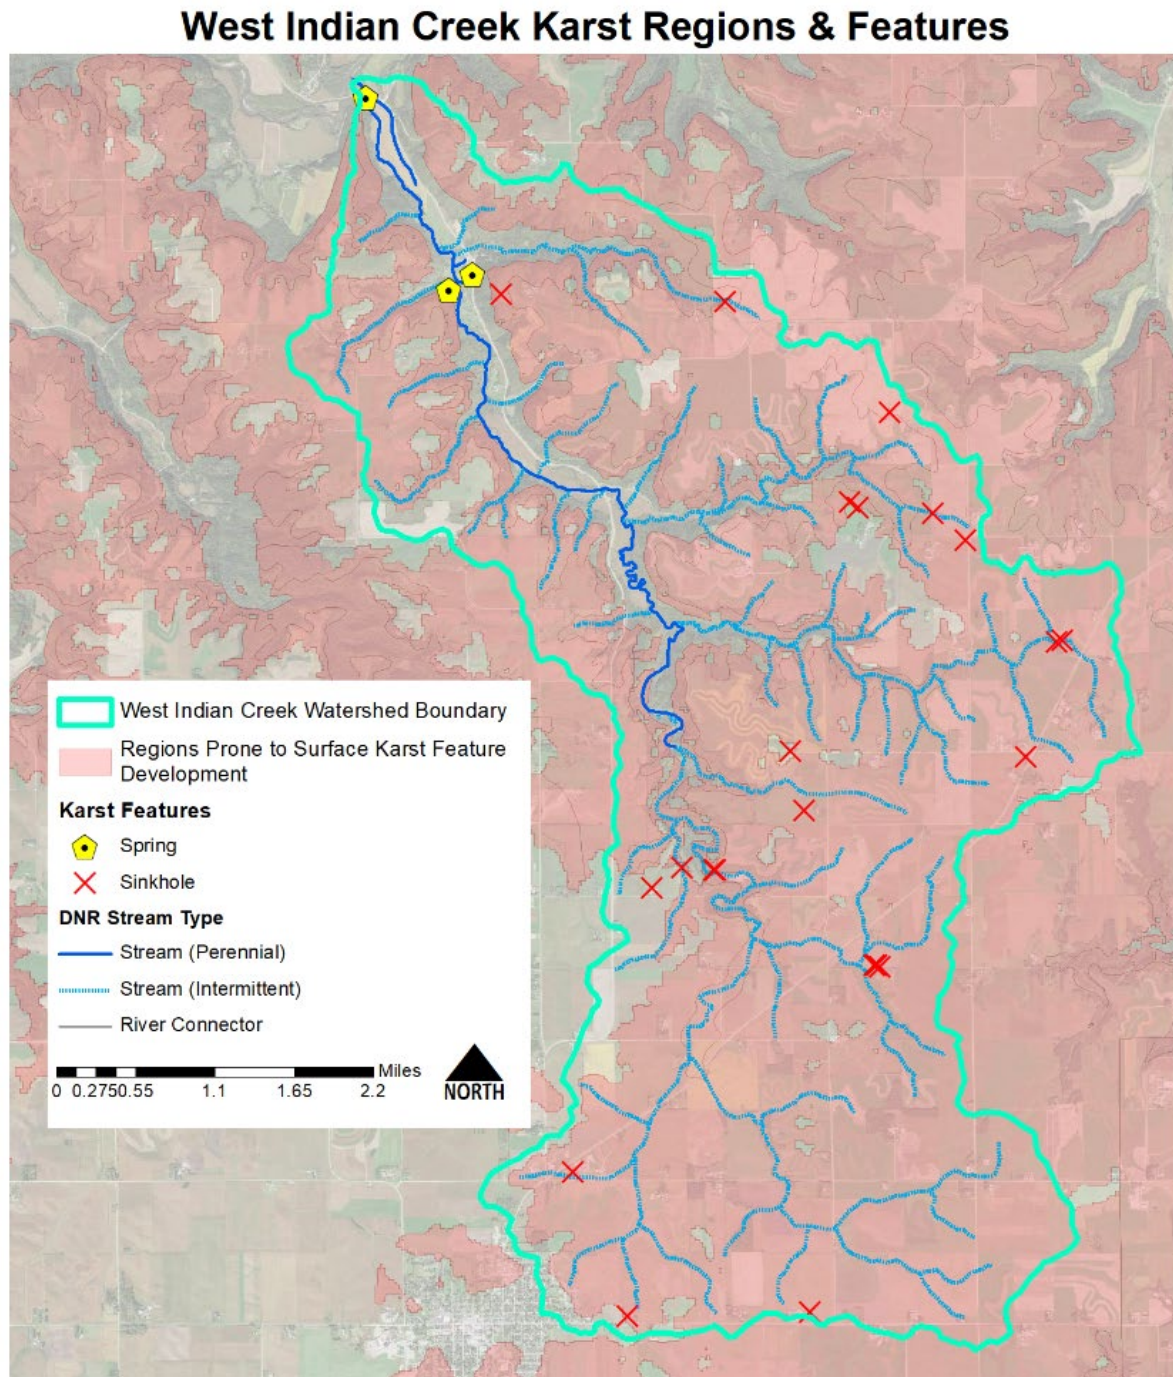 West Indian Creek Karst Regions & Features
West Indian Creek Watershed Boundary
Regions Prone to Surface Karst Feature
Development
Karst Features
Spring
Sinkhole
DNR Stream Type
Stream (Perennial)
Stream (Intermittent)
River Connector
Miles
0 0.2750.55 1.1 1.65 2.2
NORTH